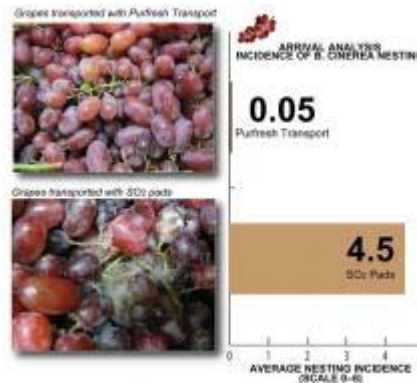 Grapes transported with Purfresh Transport
ARRIVAL ANALYSIS
INCIDENCE OF B. CINEREA NESTING
0.05
Purfresh Transport
Grapes transported with SO₂ pads
4.5
SO₂ Pads
0 1 2 3 4
AVERAGE NESTING INCIDENCE
(SCALE 0–6)